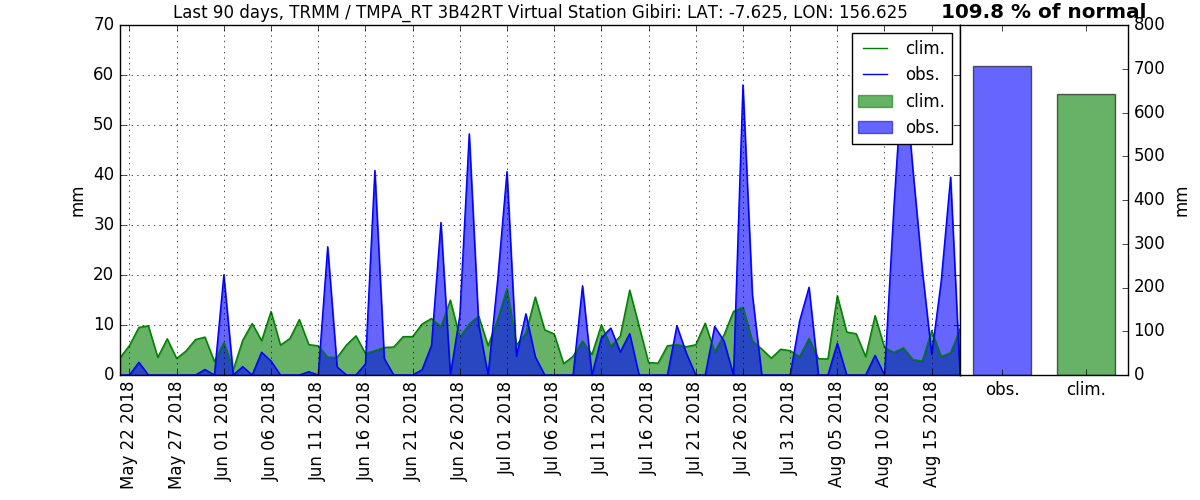 Last 90 days, TRMM / TMPA_RT 3B42RT Virtual Station Gibiri: LAT: -7.625, LON: 156.625
109.8 % of normal
70
60
50
40
30
20
10
0
mm
clim.
obs.
clim.
obs.
800
700
600
500
400
300
200
100
0
mm
May 22 2018
May 27 2018
Jun 01 2018
Jun 06 2018
Jun 11 2018
Jun 16 2018
Jun 21 2018
Jun 26 2018
Jul 01 2018
Jul 06 2018
Jul 11 2018
Jul 16 2018
Jul 21 2018
Jul 26 2018
Jul 31 2018
Aug 05 2018
Aug 10 2018
Aug 15 2018
obs.
clim.